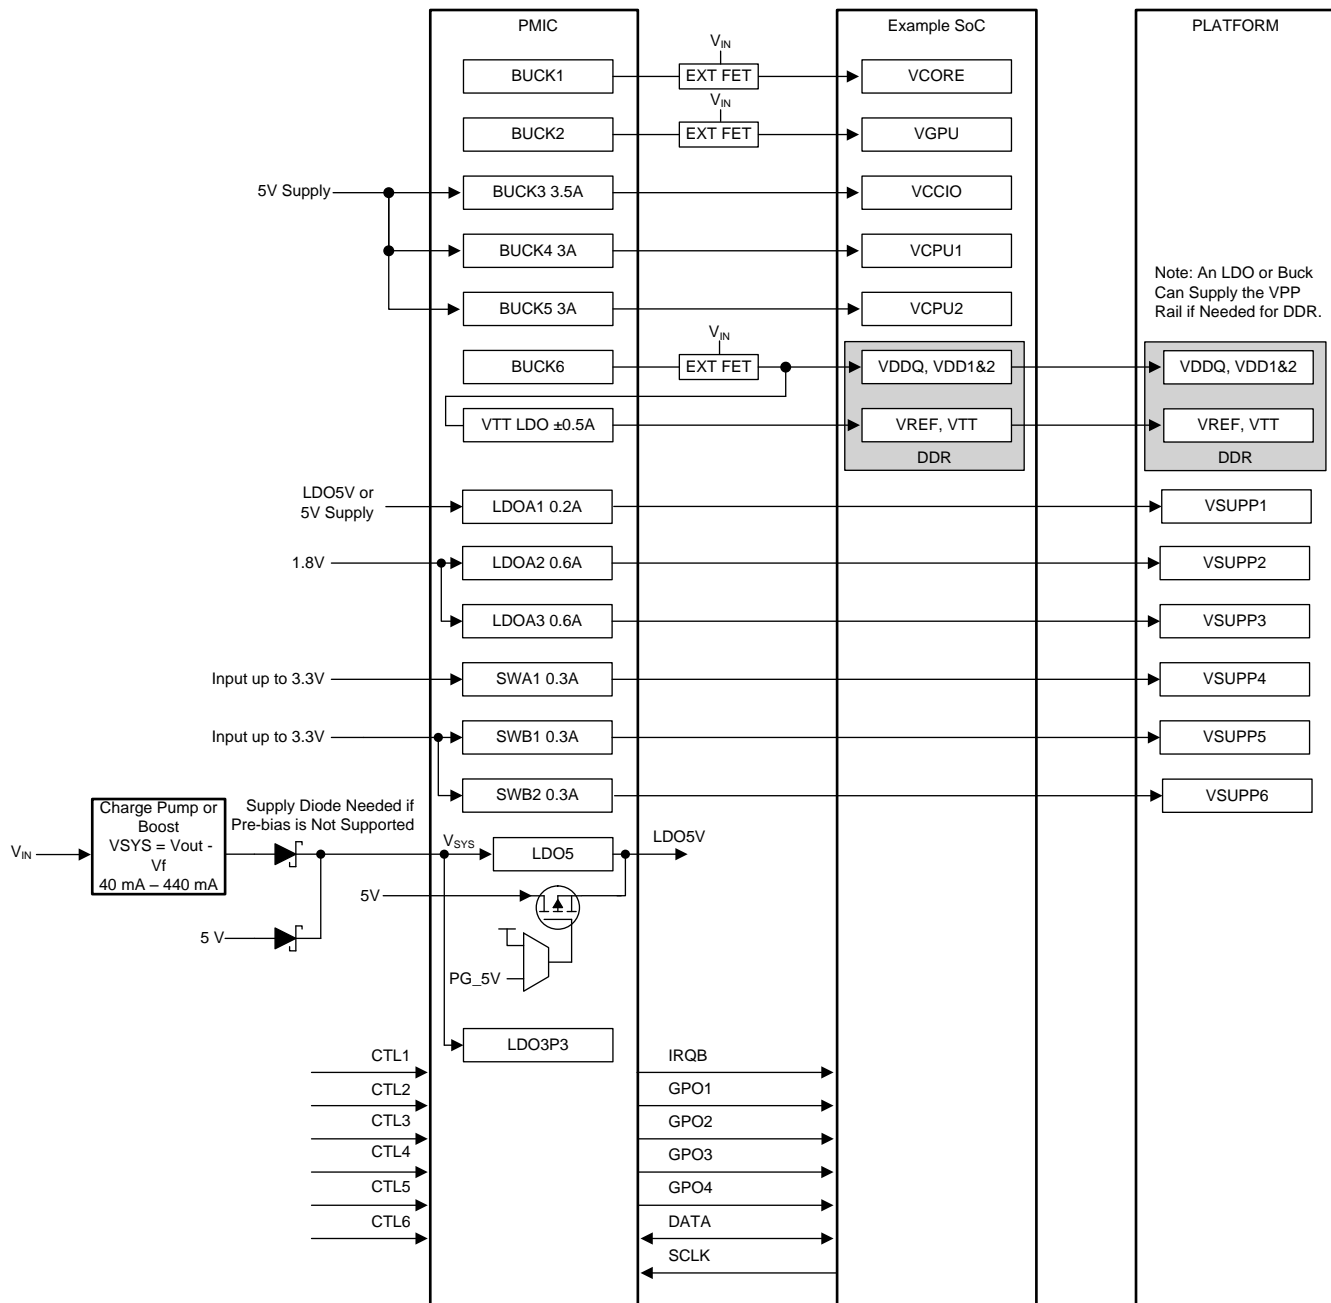 PMIC
Example SoC
PLATFORM
VIN
BUCK1
EXT FET
VCORE
VIN
BUCK2
EXT FET
VGPU
5V Supply
BUCK3 3.5A
VCCIO
BUCK4 3A
VCPU1
Note: An LDO or Buck
Can Supply the VPP
Rail if Needed for DDR.
BUCK5 3A
VCPU2
VIN
BUCK6
EXT FET
VDDQ, VDD1&2
VDDQ, VDD1&2
VTT LDO ±0.5A
VREF, VTT
VREF, VTT
DDR
DDR
LDO5V or
5V Supply
LDOA1 0.2A
VSUPP1
1.8V
LDOA2 0.6A
VSUPP2
LDOA3 0.6A
VSUPP3
Input up to 3.3V
SWA1 0.3A
VSUPP4
Input up to 3.3V
SWB1 0.3A
VSUPP5
SWB2 0.3A
VSUPP6
Charge Pump or
Boost
VSYS = Vout -
Vf
40 mA – 440 mA
Supply Diode Needed if
Pre-bias is Not Supported
VIN
VSYS
LDO5
LDO5V
5V
5 V
PG_5V
LDO3P3
CTL1
IRQB
CTL2
GPO1
CTL3
GPO2
CTL4
GPO3
CTL5
GPO4
CTL6
DATA
SCLK